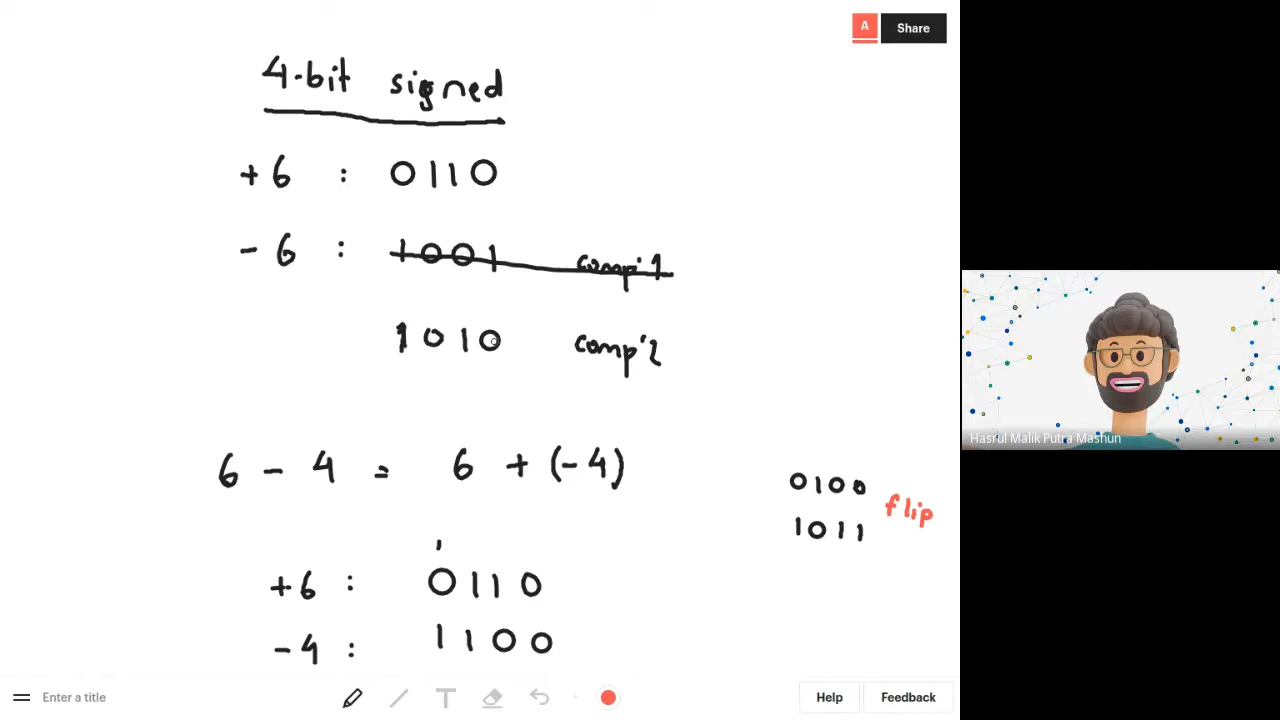 A Share
4-bit signed
+6 : 0110
-6 : 1001 comp'1
1010 comp'2
6 - 4 = 6 + (-4)
0100
flip
1011
1
+6 : 0110
-4 : 1100
Hasrul Malik Putra Mashun
Enter a title
T
Help Feedback